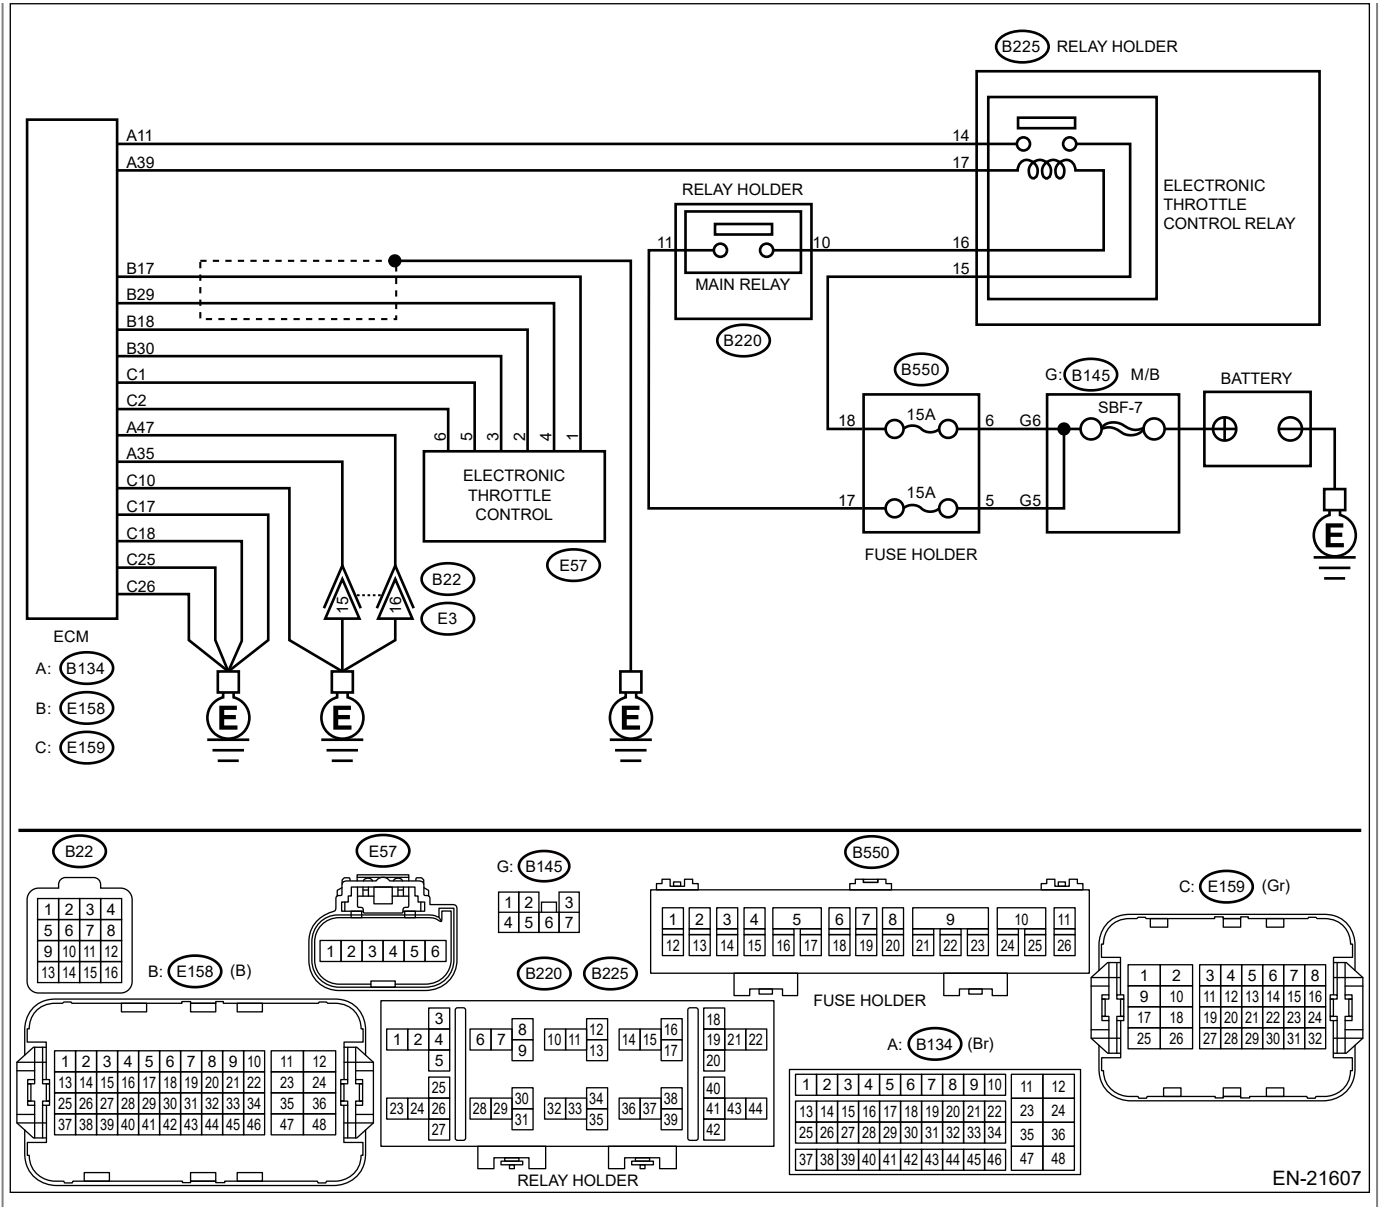 B225 RELAY HOLDER
A11 14
A39 17
RELAY HOLDER
ELECTRONIC
THROTTLE
CONTROL RELAY
11 10 16
15
MAIN RELAY
B220
B17
B29
B18
B30
C1
C2
A47
A35
C10
C17
C18
C25
C26
6 5 3 2 4 1
ELECTRONIC
THROTTLE
CONTROL
E57
B550
G: B145 M/B
BATTERY
SBF-7
18 15A 6 G6
17 15A 5 G5
FUSE HOLDER
E
15 16
B22
E3
ECM
A: B134
B: E158
C: E159
E E E
B22
1 2 3 4
5 6 7 8
9 10 11 12
13 14 15 16
E57
1 2 3 4 5 6
G: B145
1 2 3
4 5 6 7
B550
1 2 3 4 5 6 7 8 9 10 11
12 13 14 15 16 17 18 19 20 21 22 23 24 25 26
FUSE HOLDER
C: E159 (Gr)
1 2 3 4 5 6 7 8
9 10 11 12 13 14 15 16
17 18 19 20 21 22 23 24
25 26 27 28 29 30 31 32
B: E158 (B)
1 2 3 4 5 6 7 8 9 10 11 12
13 14 15 16 17 18 19 20 21 22 23 24
25 26 27 28 29 30 31 32 33 34 35 36
37 38 39 40 41 42 43 44 45 46 47 48
B220 B225
3 8 12 16 18
1 2 4 6 7 10 11 14 15 19 21 22
5 9 13 17 20
25 30 34 38 40
23 24 26 28 29 32 33 36 37 41 43 44
27 31 35 39 42
RELAY HOLDER
A: B134 (Br)
1 2 3 4 5 6 7 8 9 10 11 12
13 14 15 16 17 18 19 20 21 22 23 24
25 26 27 28 29 30 31 32 33 34 35 36
37 38 39 40 41 42 43 44 45 46 47 48
EN-21607